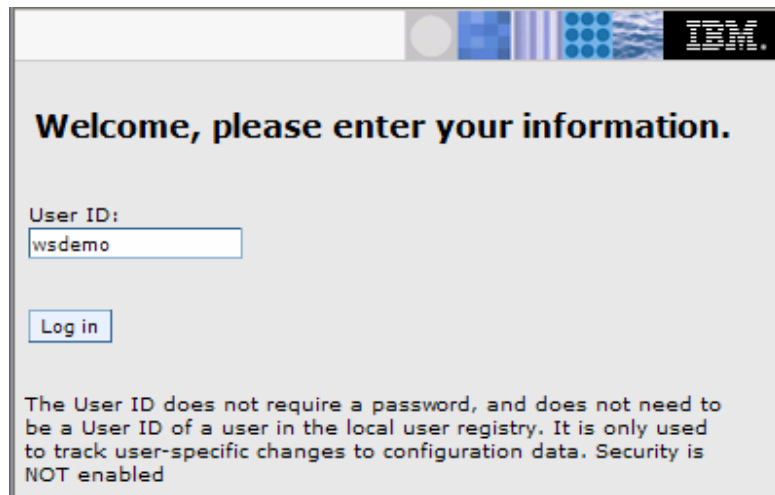 IBM.
Welcome, please enter your information.
User ID:
wsdemo
Log in
The User ID does not require a password, and does not need to
be a User ID of a user in the local user registry. It is only used
to track user-specific changes to configuration data. Security is
NOT enabled